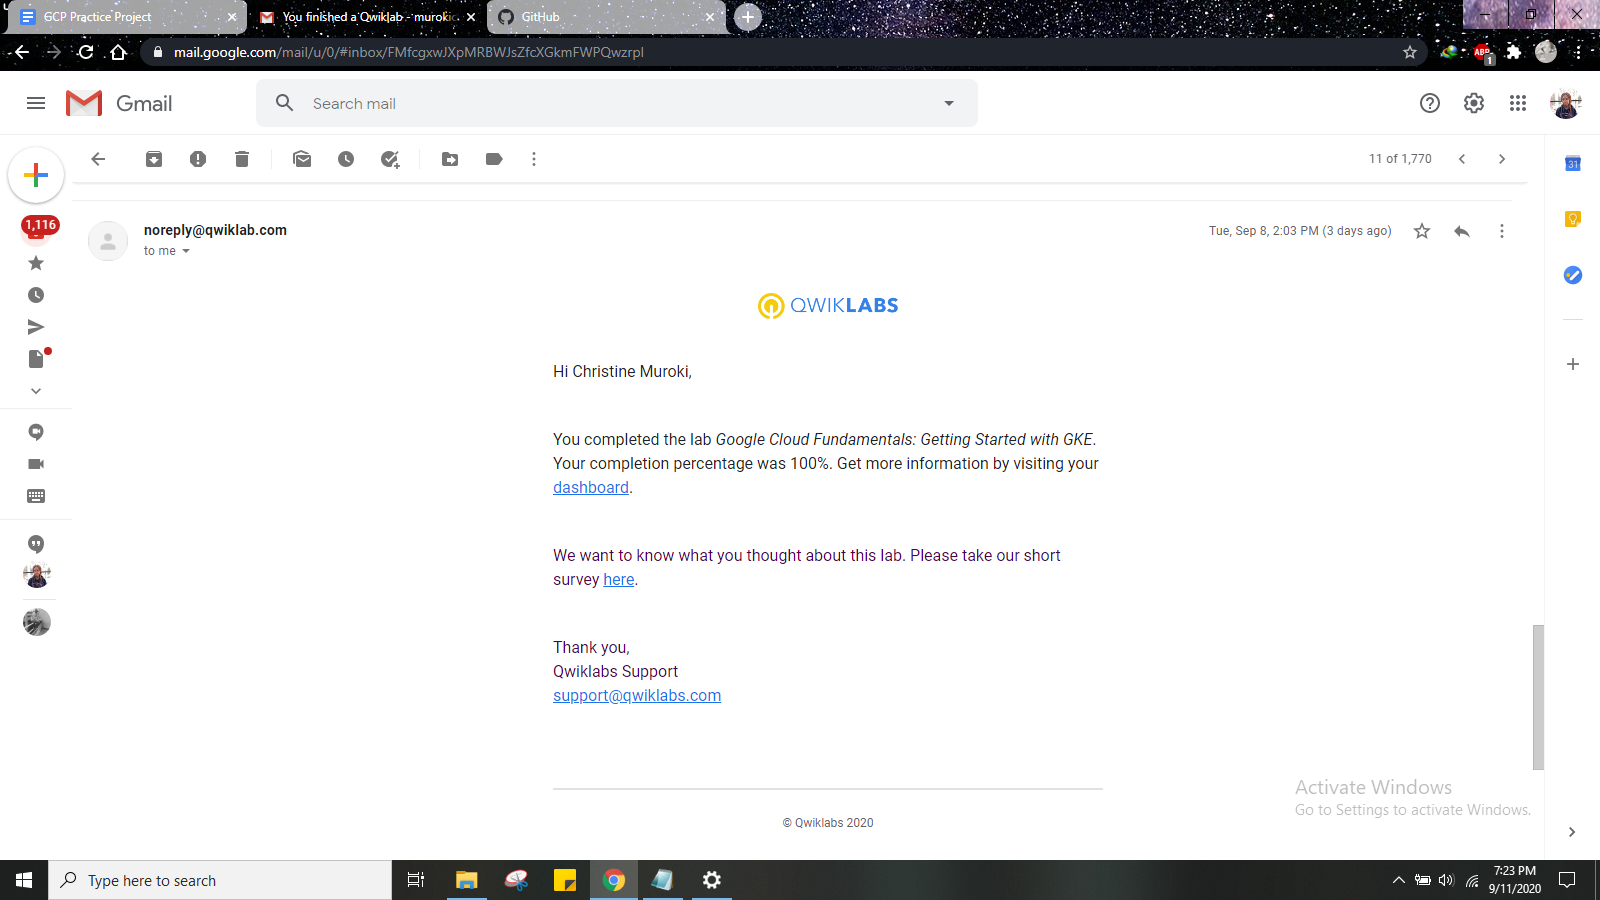 GCP Practice Project
You finished a Qwiklab - muroki
GitHub
mail.google.com/mail/u/0/#inbox/FMfcgxwJXpMRBWJsZfcXGkmFWPQwzrpl
ABP
1
Gmail
Search mail
11 of 1,770
31
1,116
noreply@qwiklab.com
Tue, Sep 8, 2:03 PM (3 days ago)
to me
QWIKLABS
Hi Christine Muroki,
You completed the lab Google Cloud Fundamentals: Getting Started with GKE.
Your completion percentage was 100%. Get more information by visiting your
dashboard.
We want to know what you thought about this lab. Please take our short
survey here.
Thank you,
Qwiklabs Support
support@qwiklabs.com
Activate Windows
Go to Settings to activate Windows.
© Qwiklabs 2020
Type here to search
7:23 PM
9/11/2020